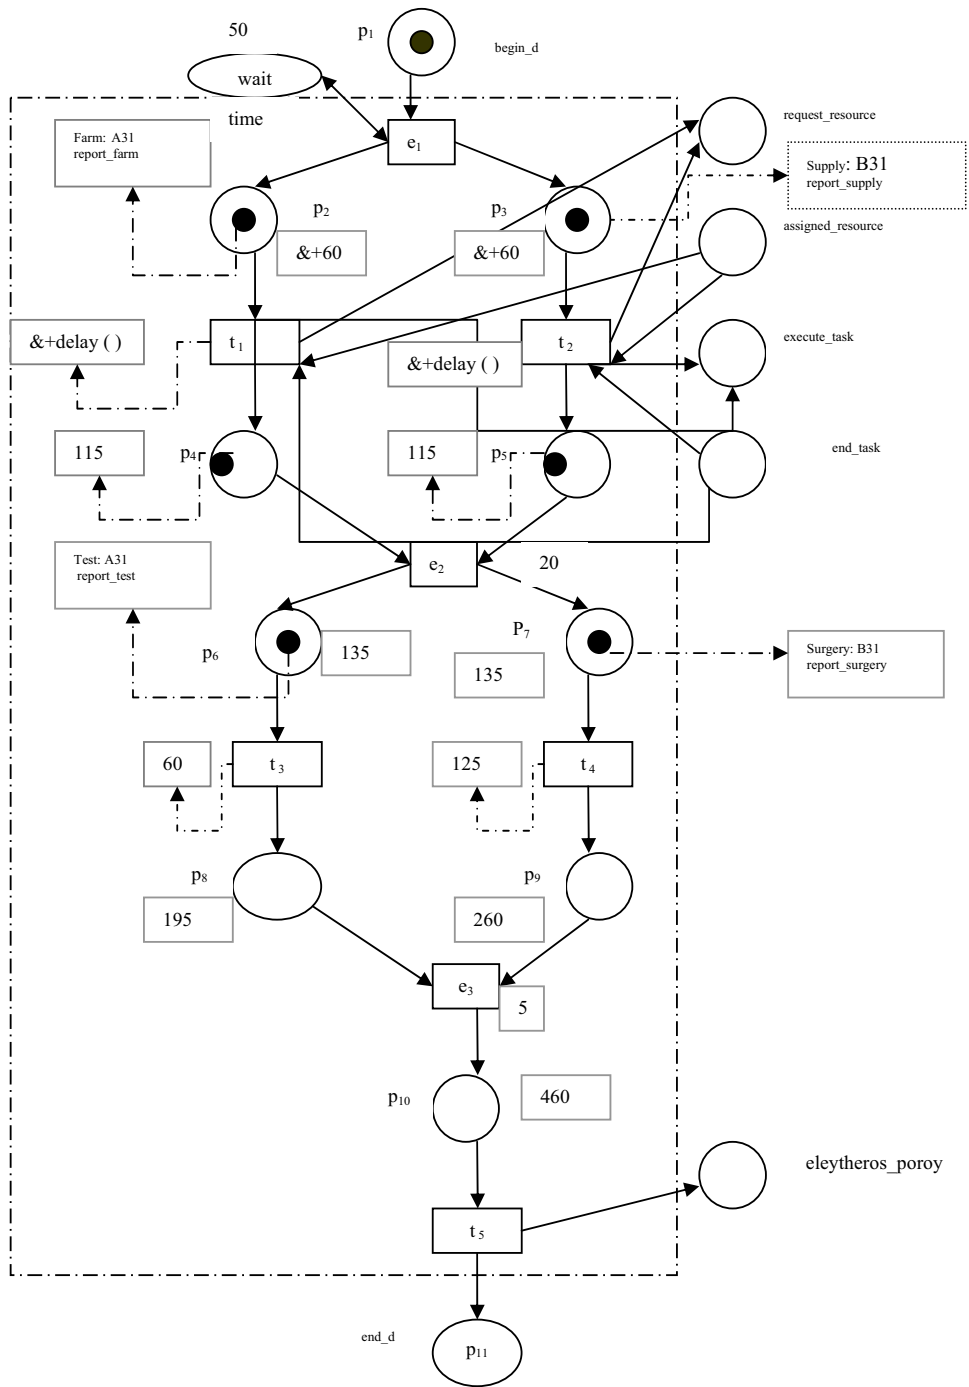 50
p1
begin_d
wait
time
e1
request_resource
Farm: A31
report_farm
Supply: B31
report_supply
p2
p3
assigned_resource
&+60
&+60
&+delay ( )
t1
t2
execute_task
&+delay ( )
115
p4
115
p5
end_task
Test: A31
report_test
e2
20
p6
135
P7
135
Surgery: B31
report_surgery
60
t3
125
t4
p8
p9
195
260
e3
5
p10
460
eleytheros_poroy
t5
end_d
p11